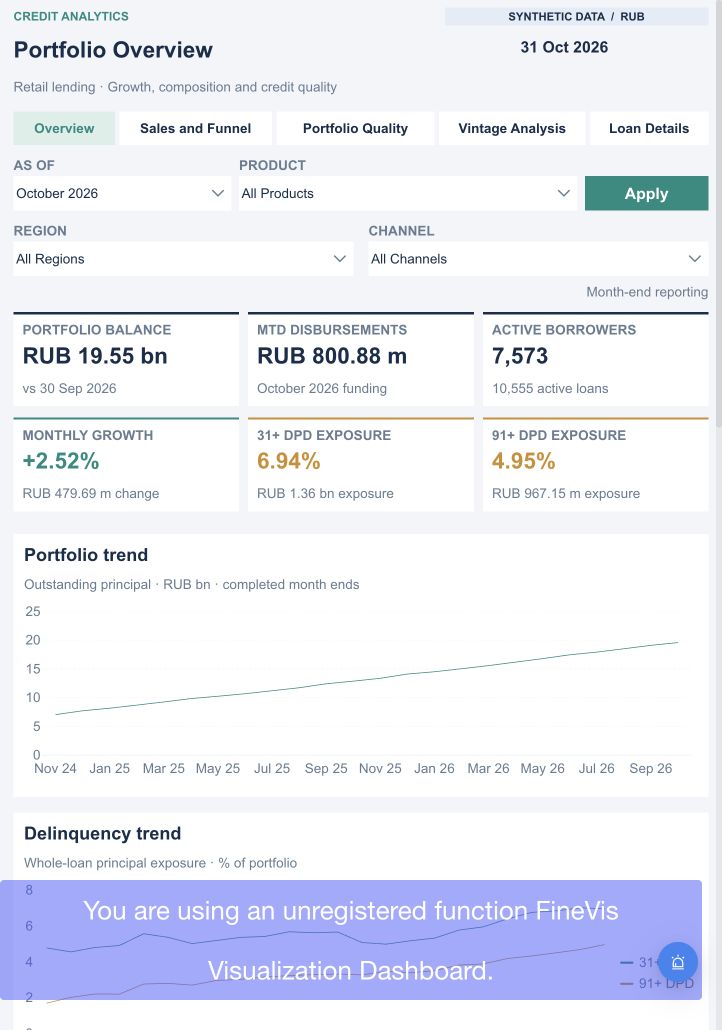 CREDIT ANALYTICS
SYNTHETIC DATA / RUB
Portfolio Overview
31 Oct 2026
Retail lending · Growth, composition and credit quality
Overview
Sales and Funnel
Portfolio Quality
Vintage Analysis
Loan Details
AS OF
PRODUCT
October 2026
All Products
Apply
REGION
CHANNEL
All Regions
All Channels
Month-end reporting
PORTFOLIO BALANCE
RUB 19.55 bn
vs 30 Sep 2026
MTD DISBURSEMENTS
RUB 800.88 m
October 2026 funding
ACTIVE BORROWERS
7,573
10,555 active loans
MONTHLY GROWTH
+2.52%
RUB 479.69 m change
31+ DPD EXPOSURE
6.94%
RUB 1.36 bn exposure
91+ DPD EXPOSURE
4.95%
RUB 967.15 m exposure
Portfolio trend
Outstanding principal · RUB bn · completed month ends
25
20
15
10
5
0
Nov 24 Jan 25 Mar 25 May 25 Jul 25 Sep 25 Nov 25 Jan 26 Mar 26 May 26 Jul 26 Sep 26
Delinquency trend
Whole-loan principal exposure · % of portfolio
8
You are using an unregistered function FineVis
6
Visualization Dashboard.
4
31+
91+ DPD
2